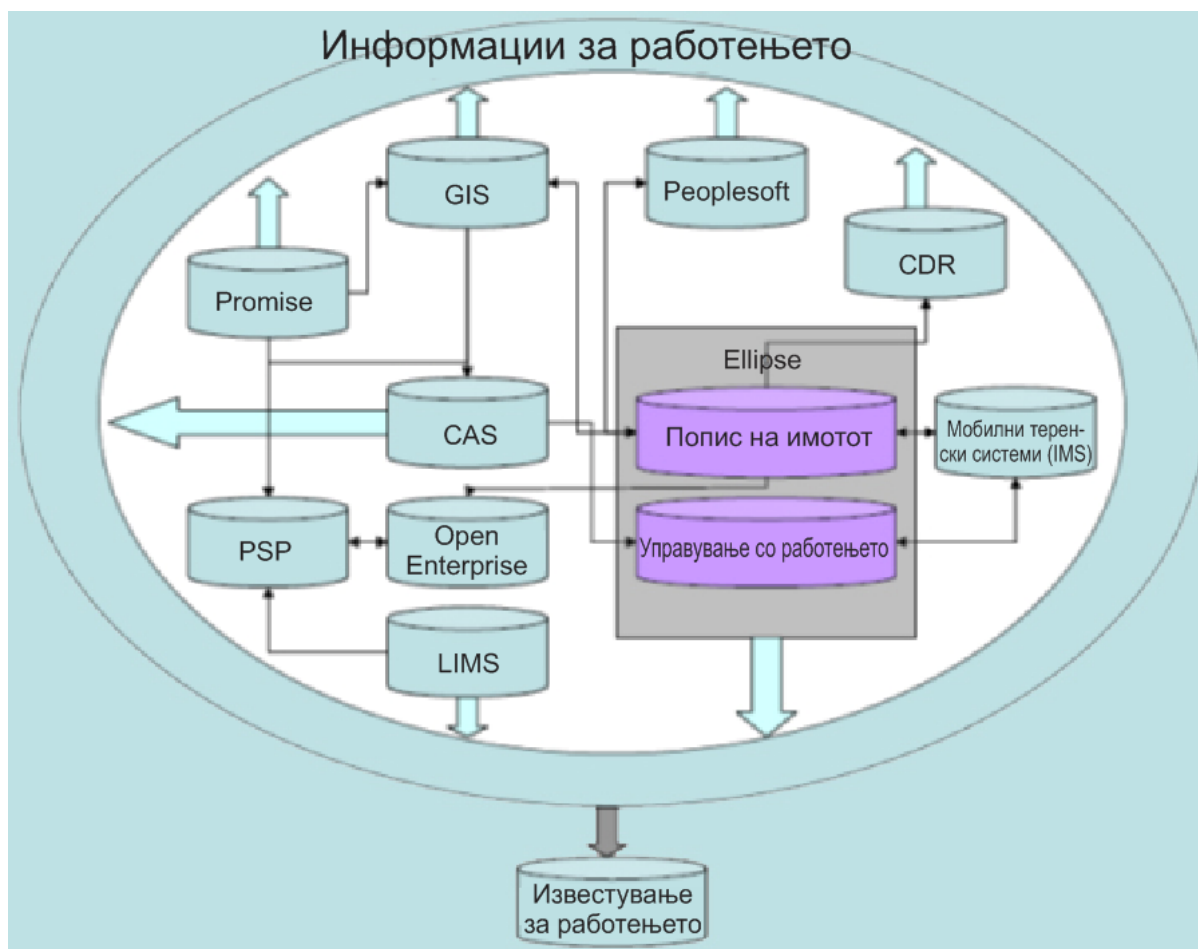 Информации за работењето
GIS
Peoplesoft
CDR
Promise
Ellipse
CAS
Попис на имотот
Мобилни терен-
ски системи (IMS)
PSP
Open
Enterprise
Управување со работењето
LIMS
Известување
за работењето